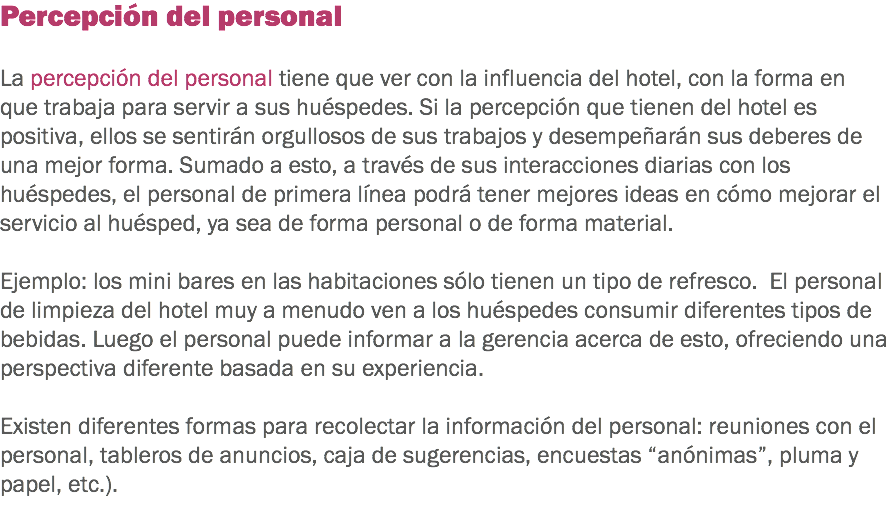 Percepción del personal
La percepción del personal tiene que ver con la influencia del hotel, con la forma en
que trabaja para servir a sus huéspedes. Si la percepción que tienen del hotel es
positiva, ellos se sentirán orgullosos de sus trabajos y desempeñarán sus deberes de
una mejor forma. Sumado a esto, a través de sus interacciones diarias con los
huéspedes, el personal de primera línea podrá tener mejores ideas en cómo mejorar el
servicio al huésped, ya sea de forma personal o de forma material.
Ejemplo: los mini bares en las habitaciones sólo tienen un tipo de refresco.  El personal
de limpieza del hotel muy a menudo ven a los huéspedes consumir diferentes tipos de
bebidas. Luego el personal puede informar a la gerencia acerca de esto, ofreciendo una
perspectiva diferente basada en su experiencia.
Existen diferentes formas para recolectar la información del personal: reuniones con el
personal, tableros de anuncios, caja de sugerencias, encuestas “anónimas”, pluma y
papel, etc.).